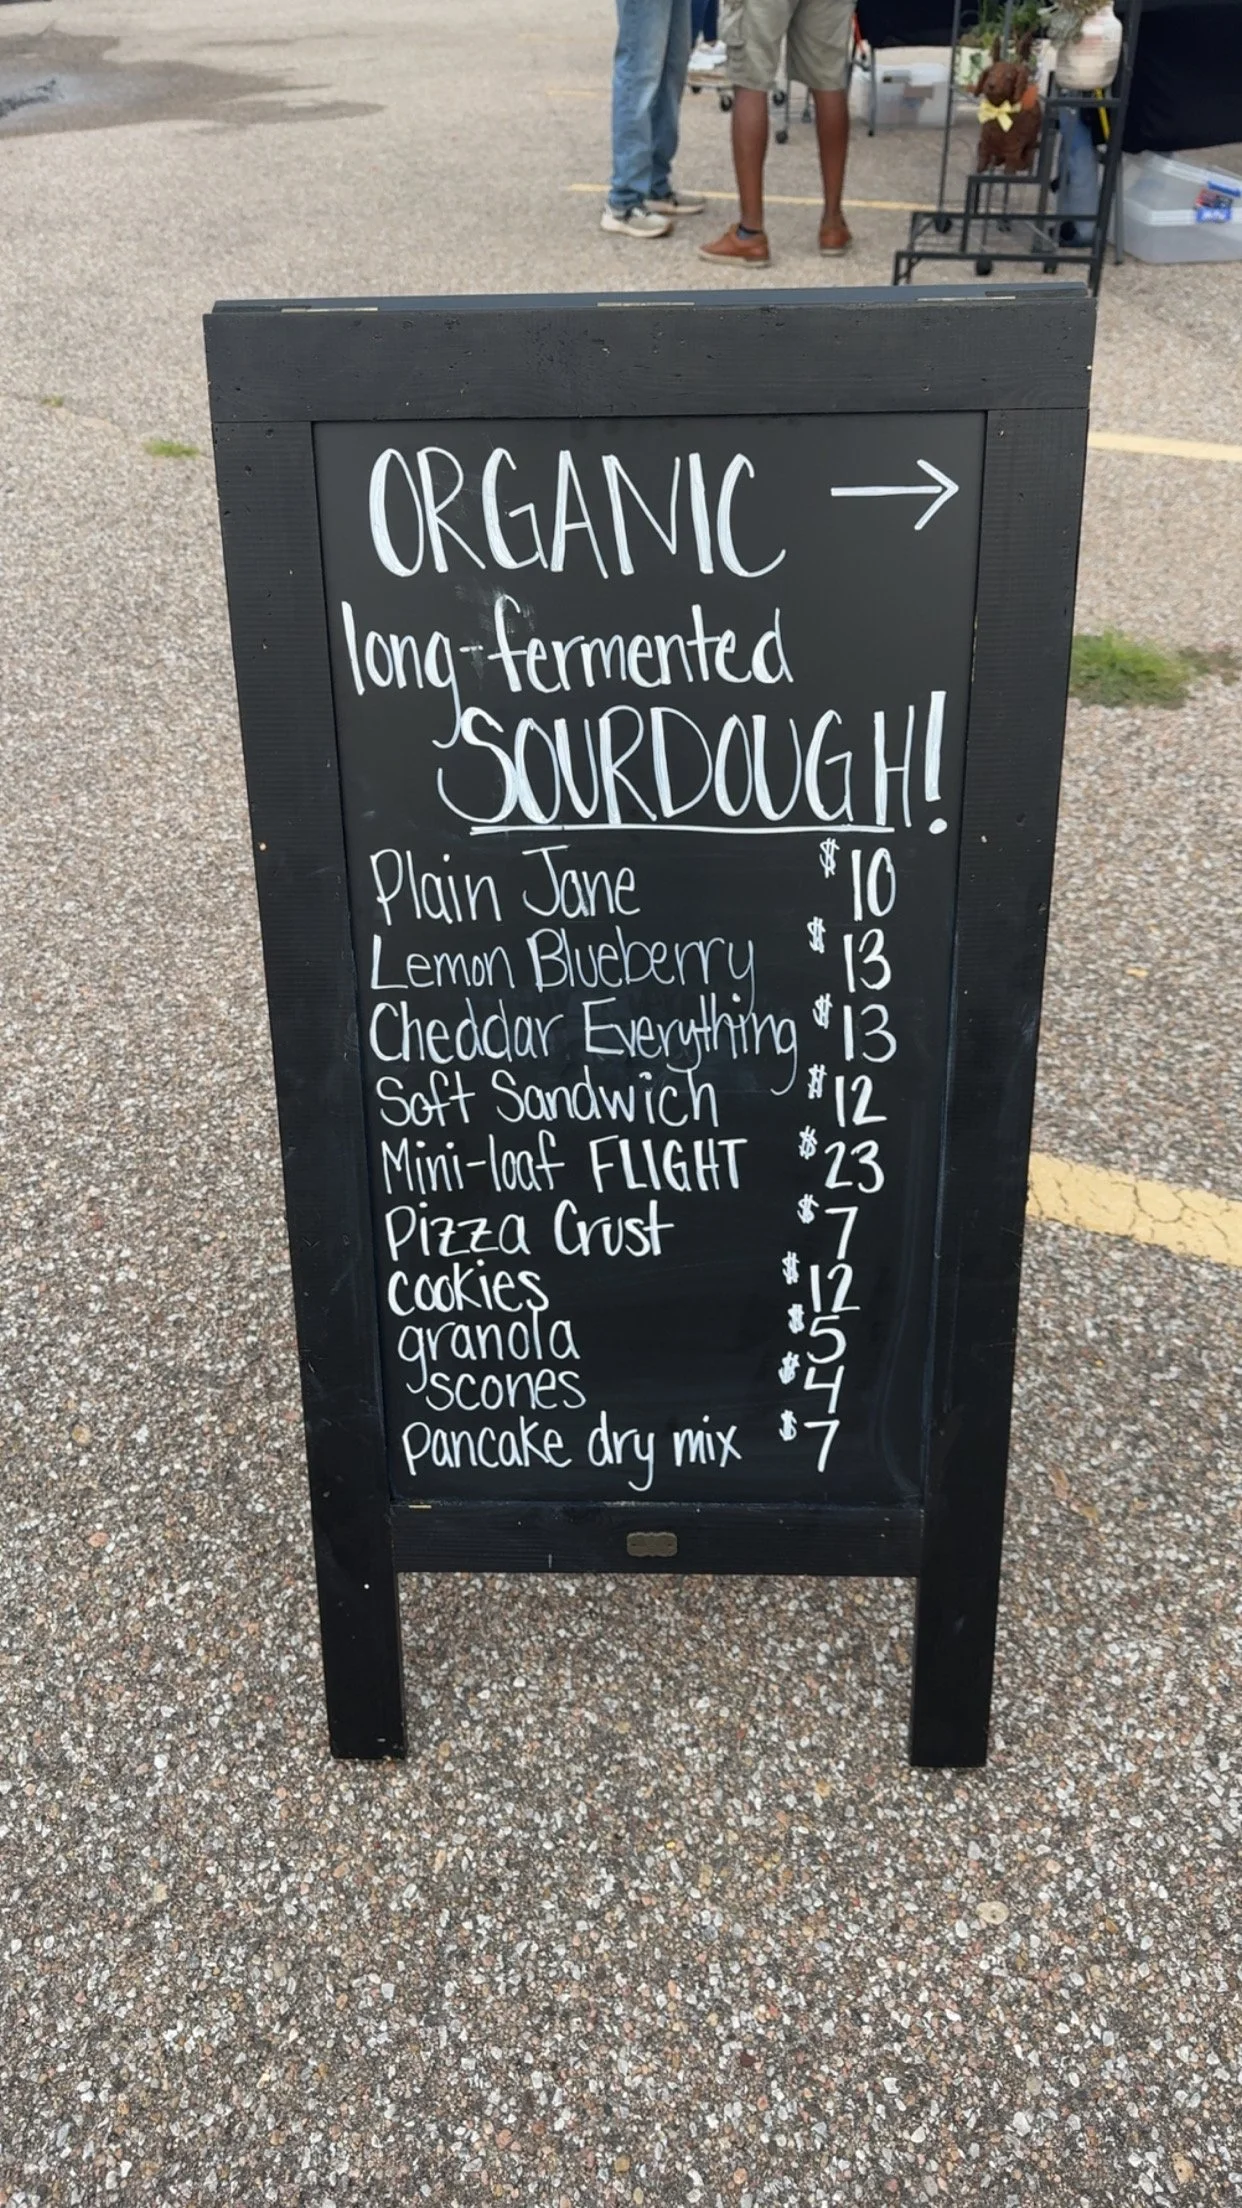 ORGANIC →
long-fermented
SOURDOUGH!
Plain Jane $10
Lemon Blueberry $13
Cheddar Everything $13
Soft Sandwich $12
Mini-loaf FLIGHT $23
Pizza Crust $7
cookies $12
granola $5
scones $4
pancake dry mix $7